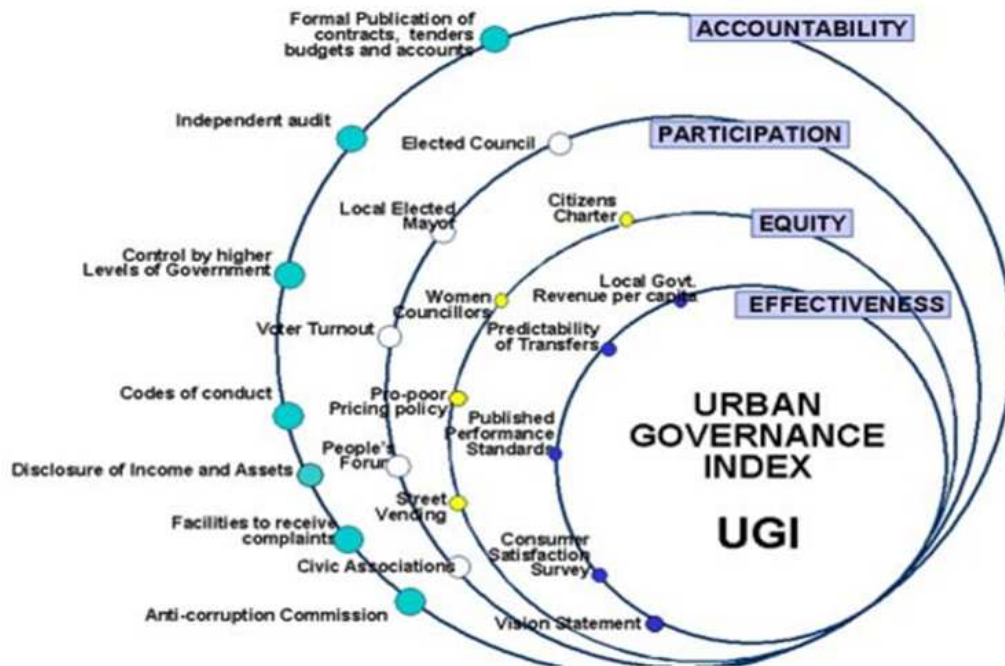 Formal Publication of
contracts, tenders
budgets and accounts
ACCOUNTABILITY
Independent audit
Elected Council
PARTICIPATION
Local Elected
Mayor
Citizens
Charter
EQUITY
Control by higher
Levels of Government
Women
Councillors
Local Govt.
Revenue per capita
EFFECTIVENESS
Voter Turnout
Predictability
of Transfers
Codes of conduct
Pro-poor
Pricing policy
Published
Performance
Standards
URBAN
GOVERNANCE
INDEX
UGI
People's
Forum
Disclosure of Income and Assets
Street
Vending
Facilities to receive
complaints
Consumer
Satisfaction
Survey
Civic Associations
Anti-corruption Commission
Vision Statement